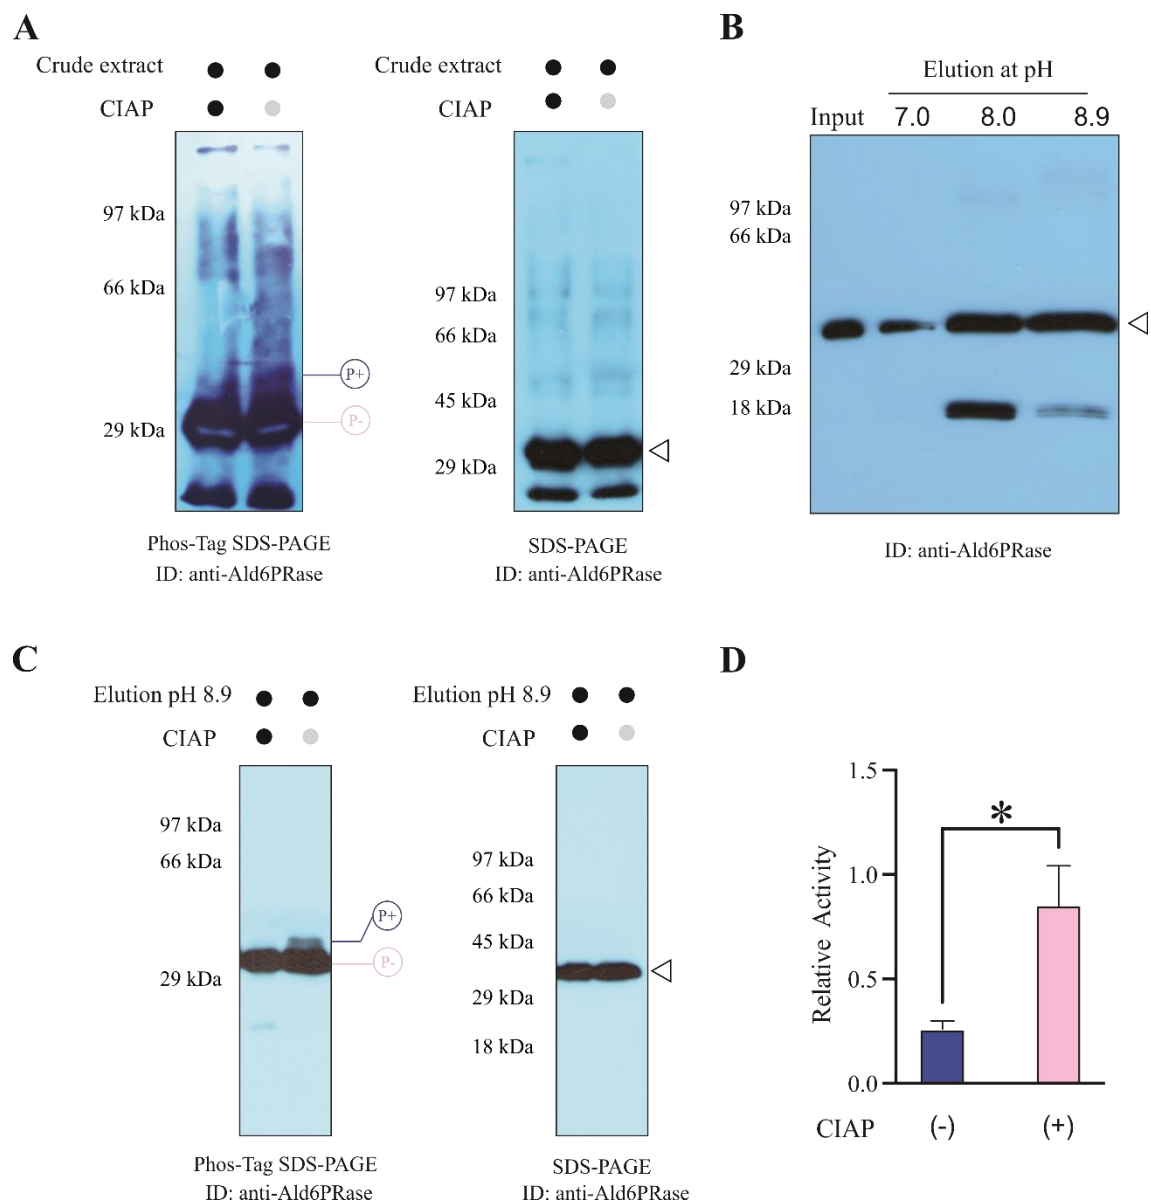 A
Crude extract
CIAP
97 kDa
66 kDa
29 kDa
P+
P-
Phos-Tag SDS-PAGE
ID: anti-Ald6PRase
Crude extract
CIAP
97 kDa
66 kDa
45 kDa
29 kDa
SDS-PAGE
ID: anti-Ald6PRase
B
Elution at pH
Input 7.0 8.0 8.9
97 kDa
66 kDa
29 kDa
18 kDa
ID: anti-Ald6PRase
C
Elution pH 8.9
CIAP
97 kDa
66 kDa
29 kDa
P+
P-
Phos-Tag SDS-PAGE
ID: anti-Ald6PRase
Elution pH 8.9
CIAP
97 kDa
66 kDa
45 kDa
29 kDa
18 kDa
SDS-PAGE
ID: anti-Ald6PRase
D
Relative Activity
1.5
1.0
0.5
0.0
*
CIAP (-) (+)